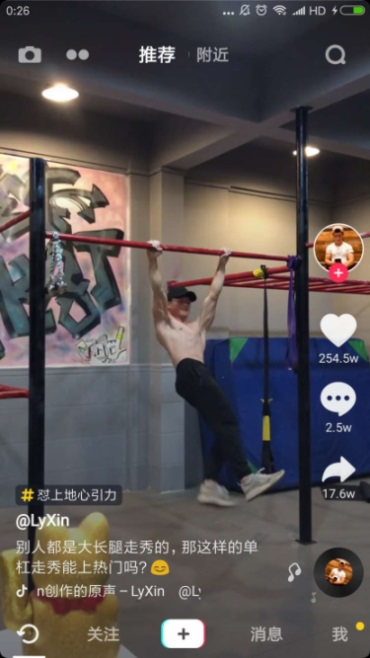 0:26
HD
推荐
附近
254.5w
2.5w
17.6w
#怼上地心引力
@LyXin
别人都是大长腿走秀的，那这样的单
杠走秀能上热门吗？😊
n创作的原声 – LyXin @Ly
关注
消息
我